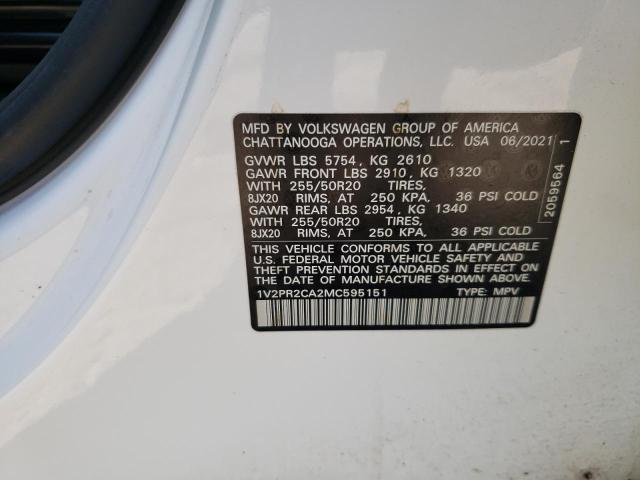 MFD BY VOLKSWAGEN GROUP OF AMERICA
CHATTANOOGA OPERATIONS, LLC. USA 06/2021
GVWR LBS 5754, KG 2610
GAWR FRONT LBS 2910, KG 1320
WITH 255/50R20 TIRES,
8JX20 RIMS, AT 250 KPA, 36 PSI COLD
GAWR REAR LBS 2954, KG 1340
WITH 255/50R20 TIRES,
8JX20 RIMS, AT 250 KPA, 36 PSI COLD
THIS VEHICLE CONFORMS TO ALL APPLICABLE
U.S. FEDERAL MOTOR VEHICLE SAFETY AND
THEFT PREVENTION STANDARDS IN EFFECT ON
THE DATE OF MANUFACTURE SHOWN ABOVE.
1V2PR2CA2MC595151 TYPE: MPV
2059564 1